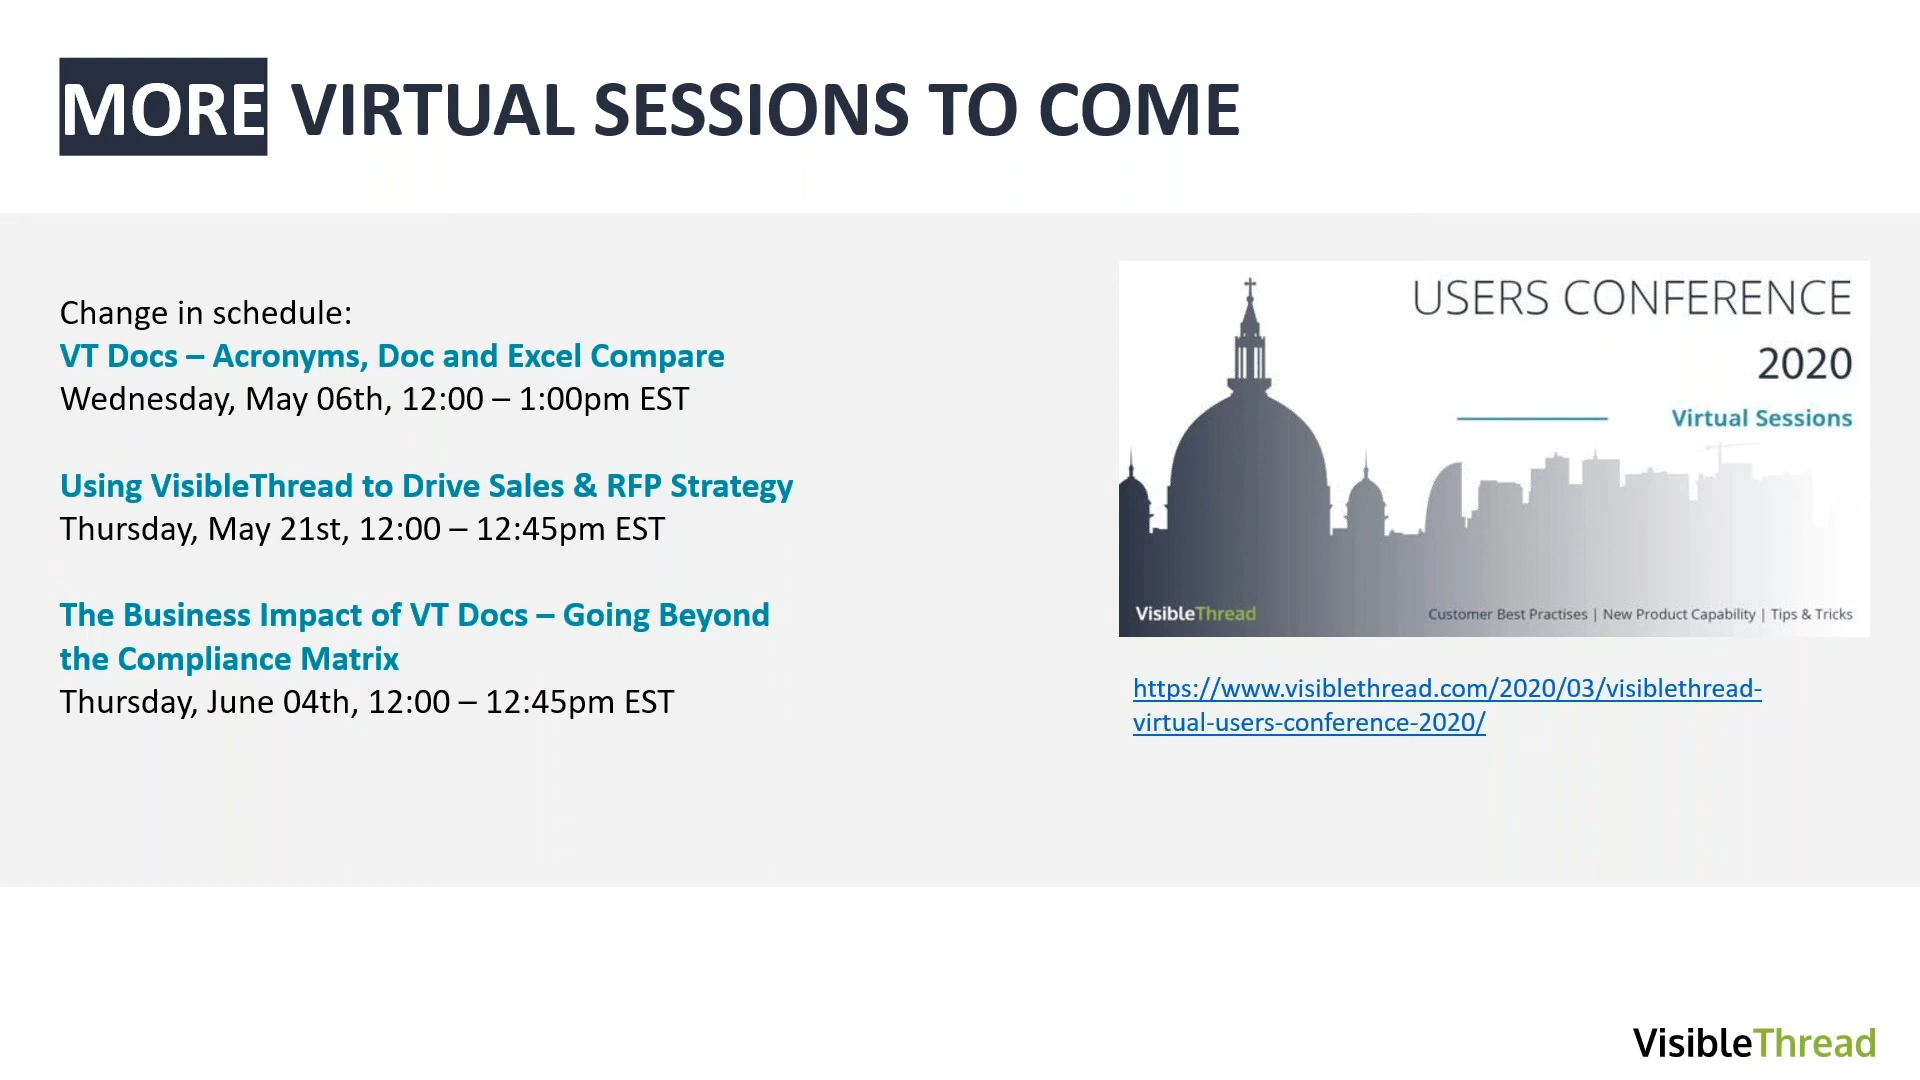 MORE VIRTUAL SESSIONS TO COME
Change in schedule:
VT Docs – Acronyms, Doc and Excel Compare
Wednesday, May 06th, 12:00 – 1:00pm EST
Using VisibleThread to Drive Sales & RFP Strategy
Thursday, May 21st, 12:00 – 12:45pm EST
The Business Impact of VT Docs – Going Beyond
the Compliance Matrix
Thursday, June 04th, 12:00 – 12:45pm EST
USERS CONFERENCE
2020
Virtual Sessions
VisibleThread
Customer Best Practises | New Product Capability | Tips & Tricks
https://www.visiblethread.com/2020/03/visiblethread-
virtual-users-conference-2020/
VisibleThread